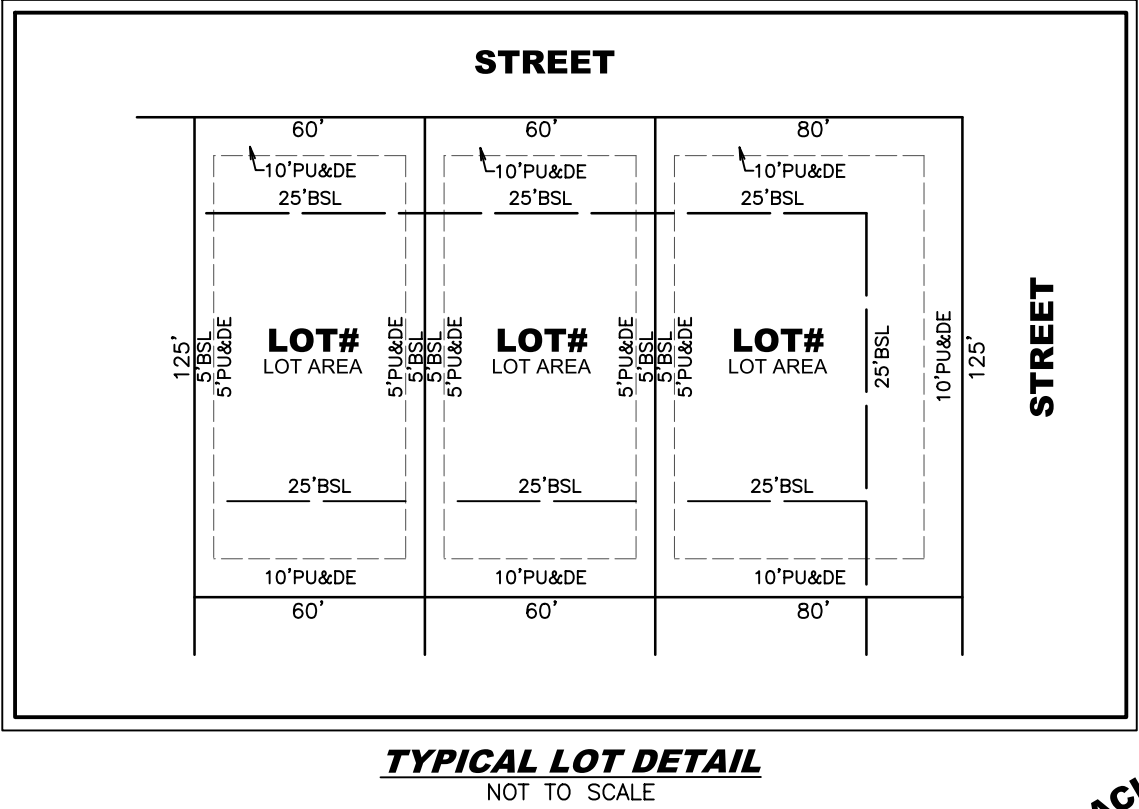 STREET
60'
60'
80'
10'PU&DE
10'PU&DE
10'PU&DE
25'BSL
25'BSL
25'BSL
125'
5'BSL
5'PU&DE
LOT#
LOT AREA
5'PU&DE
5'BSL
5'BSL
5'PU&DE
LOT#
LOT AREA
5'PU&DE
5'BSL
5'BSL
5'PU&DE
LOT#
LOT AREA
25'BSL
10'PU&DE
125'
STREET
25'BSL
25'BSL
25'BSL
10'PU&DE
10'PU&DE
10'PU&DE
60'
60'
80'
TYPICAL LOT DETAIL
NOT TO SCALE